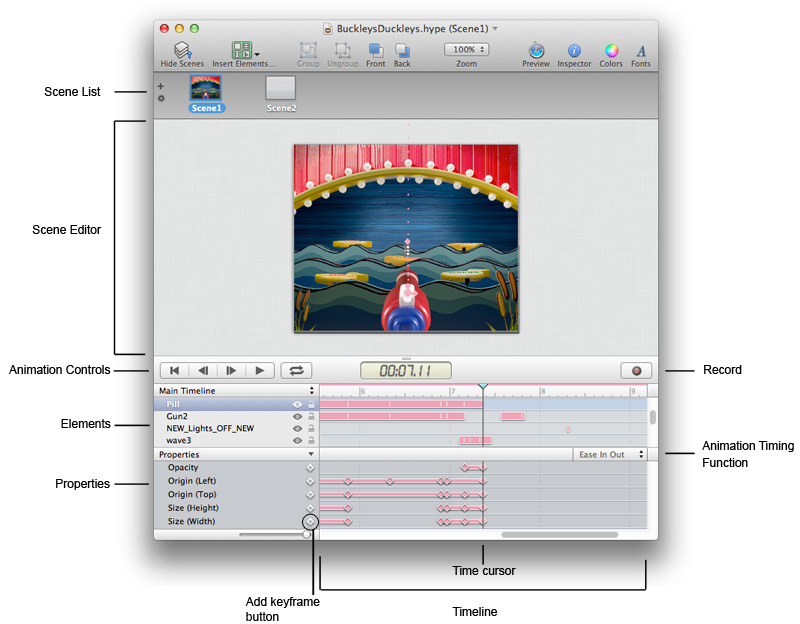 BuckleysDuckleys.hype (Scene1)
Hide Scenes
Insert Elements...
Group
Ungroup
Front
Back
100%
Zoom
Preview
Inspector
Colors
Fonts
Scene List
Scene1
Scene2
Scene Editor
Animation Controls
00:07.11
Record
Main Timeline
6
7
8
9
Pill
Gun2
Elements
NEW_Lights_OFF_NEW
wave3
Properties
Ease In Out
Animation Timing
Function
Opacity
Origin (Left)
Properties
Origin (Top)
Size (Height)
Size (Width)
Time cursor
Add keyframe
button
Timeline